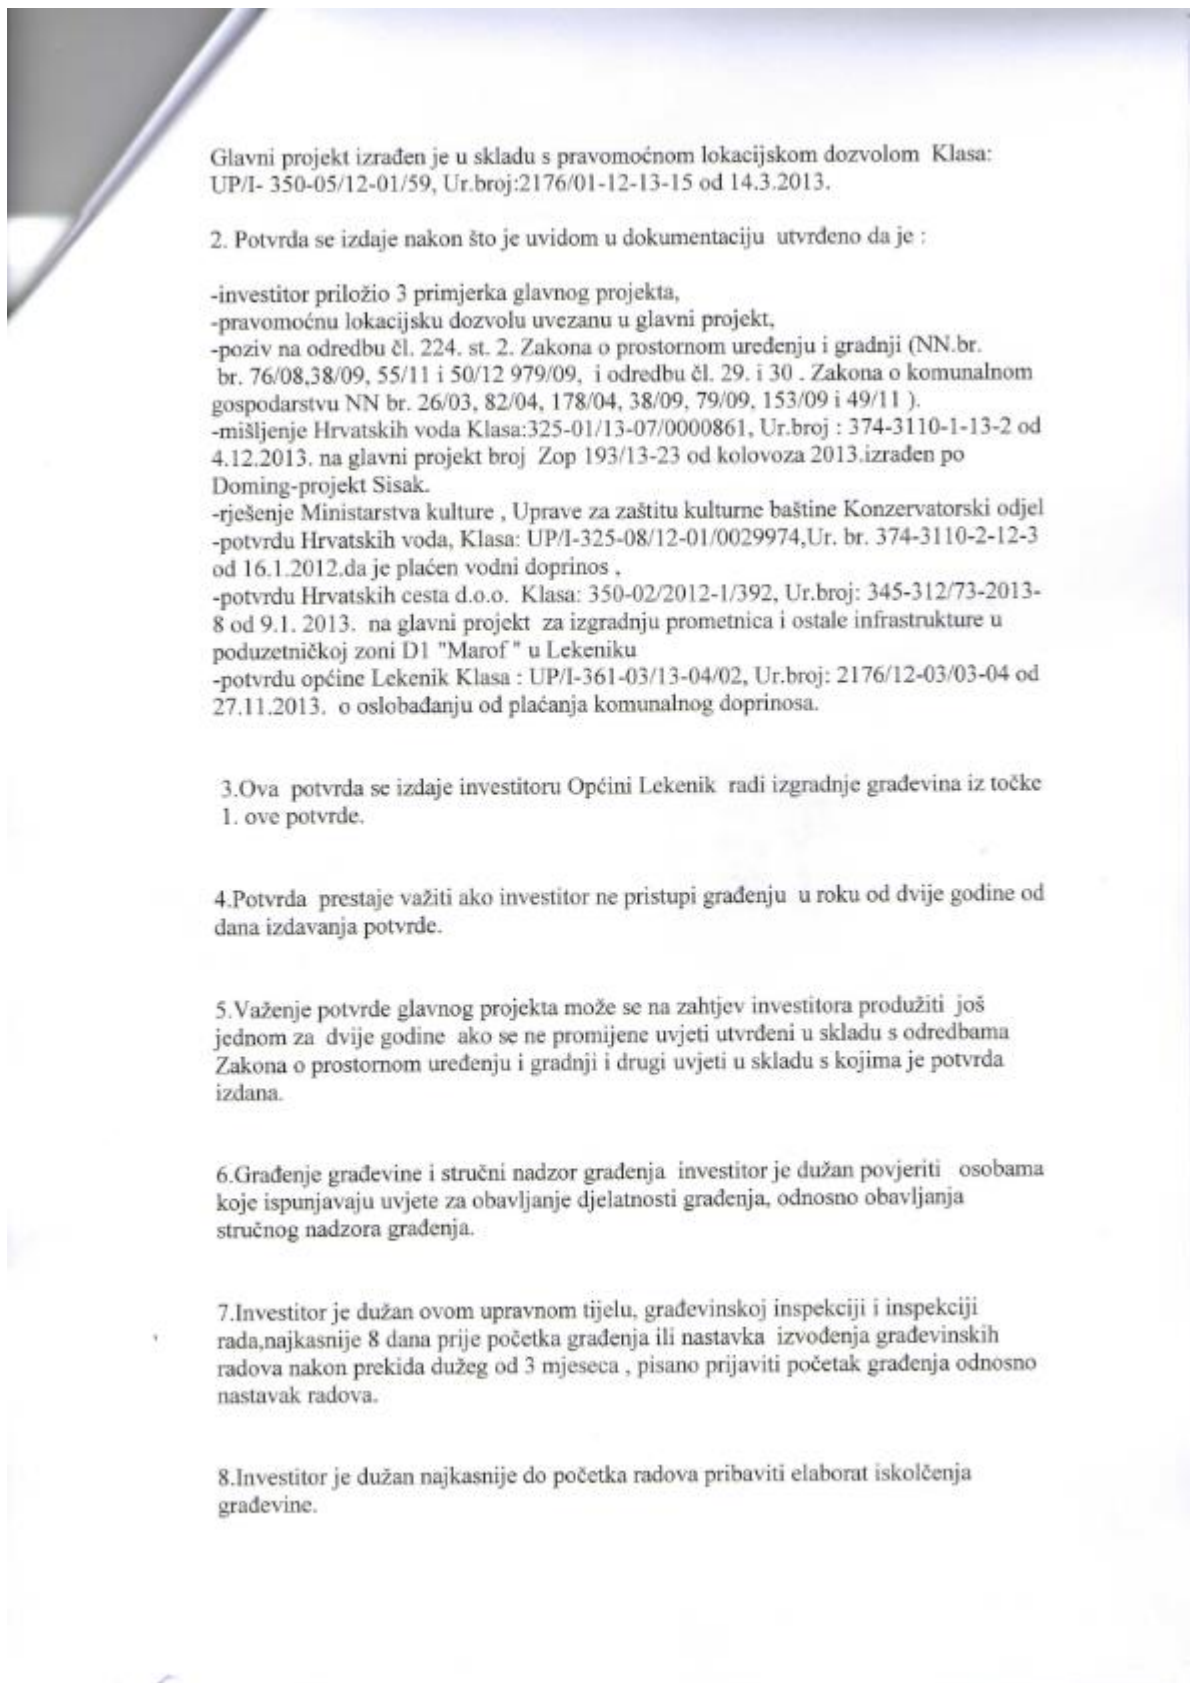 Glavni projekt izrađen je u skladu s pravomoćnom lokacijskom dozvolom Klasa:
UP/I- 350-05/12-01/59, Ur.broj:2176/01-12-13-15 od 14.3.2013.
2. Potvrda se izdaje nakon što je uvidom u dokumentaciju utvrđeno da je :
-investitor priložio 3 primjerka glavnog projekta,
-pravomoćnu lokacijsku dozvolu uvezanu u glavni projekt,
-poziv na odredbu čl. 224. st. 2. Zakona o prostornom uređenju i gradnji (NN.br.
br. 76/08,38/09, 55/11 i 50/12 979/09, i odredbu čl. 29. i 30 . Zakona o komunalnom
gospodarstvu NN br. 26/03, 82/04, 178/04, 38/09, 79/09, 153/09 i 49/11 ).
-mišljenje Hrvatskih voda Klasa:325-01/13-07/0000861, Ur.broj : 374-3110-1-13-2 od
4.12.2013. na glavni projekt broj Zop 193/13-23 od kolovoza 2013.izrađen po
Doming-projekt Sisak.
-rješenje Ministarstva kulture , Uprave za zaštitu kulturne baštine Konzervatorski odjel
-potvrdu Hrvatskih voda, Klasa: UP/I-325-08/12-01/0029974,Ur. br. 374-3110-2-12-3
od 16.1.2012.da je plaćen vodni doprinos ,
-potvrdu Hrvatskih cesta d.o.o. Klasa: 350-02/2012-1/392, Ur.broj: 345-312/73-2013-
8 od 9.1. 2013. na glavni projekt za izgradnju prometnica i ostale infrastrukture u
poduzetničkoj zoni D1 "Marof " u Lekeniku
-potvrdu općine Lekenik Klasa : UP/I-361-03/13-04/02, Ur.broj: 2176/12-03/03-04 od
27.11.2013. o oslobađanju od plaćanja komunalnog doprinosa.
3.Ova potvrda se izdaje investitoru Općini Lekenik radi izgradnje građevina iz točke
1. ove potvrde.
4.Potvrda prestaje važiti ako investitor ne pristupi građenju u roku od dvije godine od
dana izdavanja potvrde.
5.Važenje potvrde glavnog projekta može se na zahtjev investitora produžiti još
jednom za dvije godine ako se ne promijene uvjeti utvrđeni u skladu s odredbama
Zakona o prostornom uređenju i gradnji i drugi uvjeti u skladu s kojima je potvrda
izdana.
6.Građenje građevine i stručni nadzor građenja investitor je dužan povjeriti osobama
koje ispunjavaju uvjete za obavljanje djelatnosti građenja, odnosno obavljanja
stručnog nadzora građenja.
7.Investitor je dužan ovom upravnom tijelu, građevinskoj inspekciji i inspekciji
rada,najkasnije 8 dana prije početka građenja ili nastavka izvođenja građevinskih
radova nakon prekida dužeg od 3 mjeseca , pisano prijaviti početak građenja odnosno
nastavak radova.
8.Investitor je dužan najkasnije do početka radova pribaviti elaborat iskolčenja
građevine.